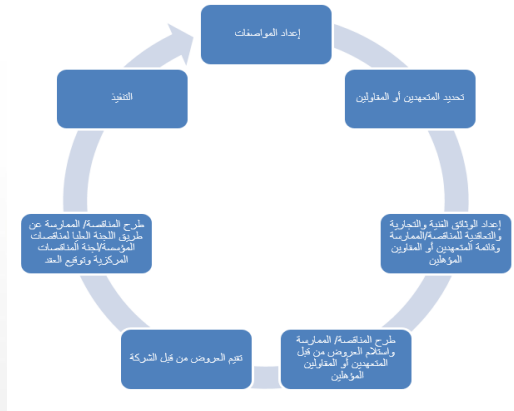 إعداد المواصفات
تحديد المتعهدين أو المقاولين
إعداد الوثائق الفنية والتجارية
والتعاقدية للمناقصة/الممارسة
وقائمة المتعهدين أو المقاوين
المؤهلين
طرح المناقصة/ الممارسة
واستلام العروض من قبل
المتعهدين أو المقاولين
المؤهلين
تقيم العروض من قبل الشركة
طرح المناقصة/ الممارسة عن
طريق اللجنة العليا لمناقصات
المؤسسة/لجنة المناقصات
المركزية وتوقيع العقد
التنفيذ